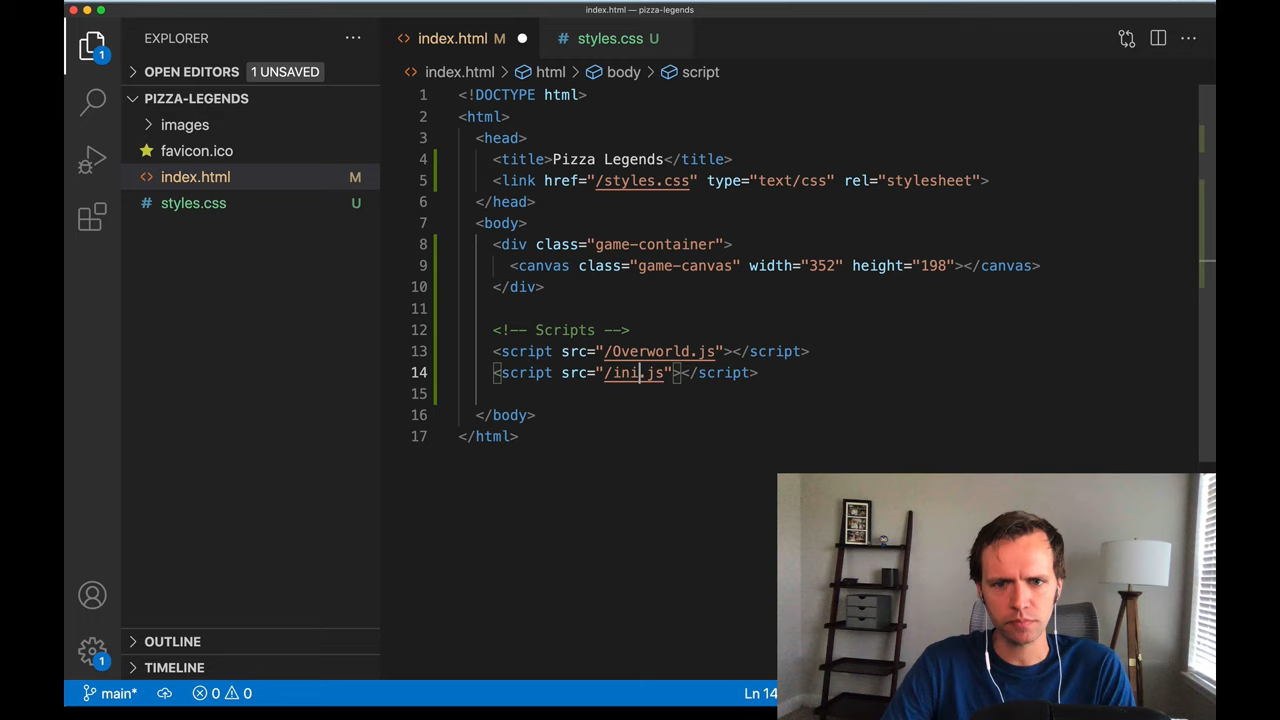 index.html — pizza-legends
EXPLORER
index.html M
styles.css U
1
OPEN EDITORS 1 UNSAVED
index.html > html > body > script
PIZZA-LEGENDS
images
favicon.ico
index.html M
styles.css U
1 <!DOCTYPE html>
2 <html>
3 <head>
4 <title>Pizza Legends</title>
5 <link href="/styles.css" type="text/css" rel="stylesheet">
6 </head>
7 <body>
8 <div class="game-container">
9 <canvas class="game-canvas" width="352" height="198"></canvas>
10 </div>
11
12 <!-- Scripts -->
13 <script src="/Overworld.js"></script>
14 <script src="/ini.js"></script>
15
16 </body>
17 </html>
OUTLINE
1
TIMELINE
main* 0 0 Ln 14